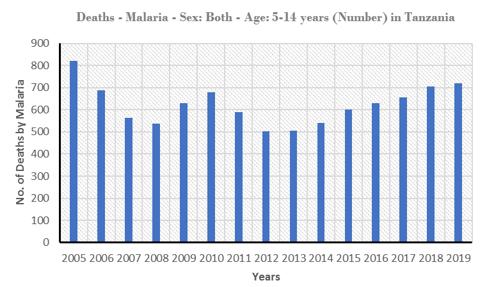 Deaths - Malaria - Sex: Both - Age: 5-14 years (Number) in Tanzania
900
800
700
600
500
400
300
200
100
0
No. of Deaths by Malaria
2005 2006 2007 2008 2009 2010 2011 2012 2013 2014 2015 2016 2017 2018 2019
Years